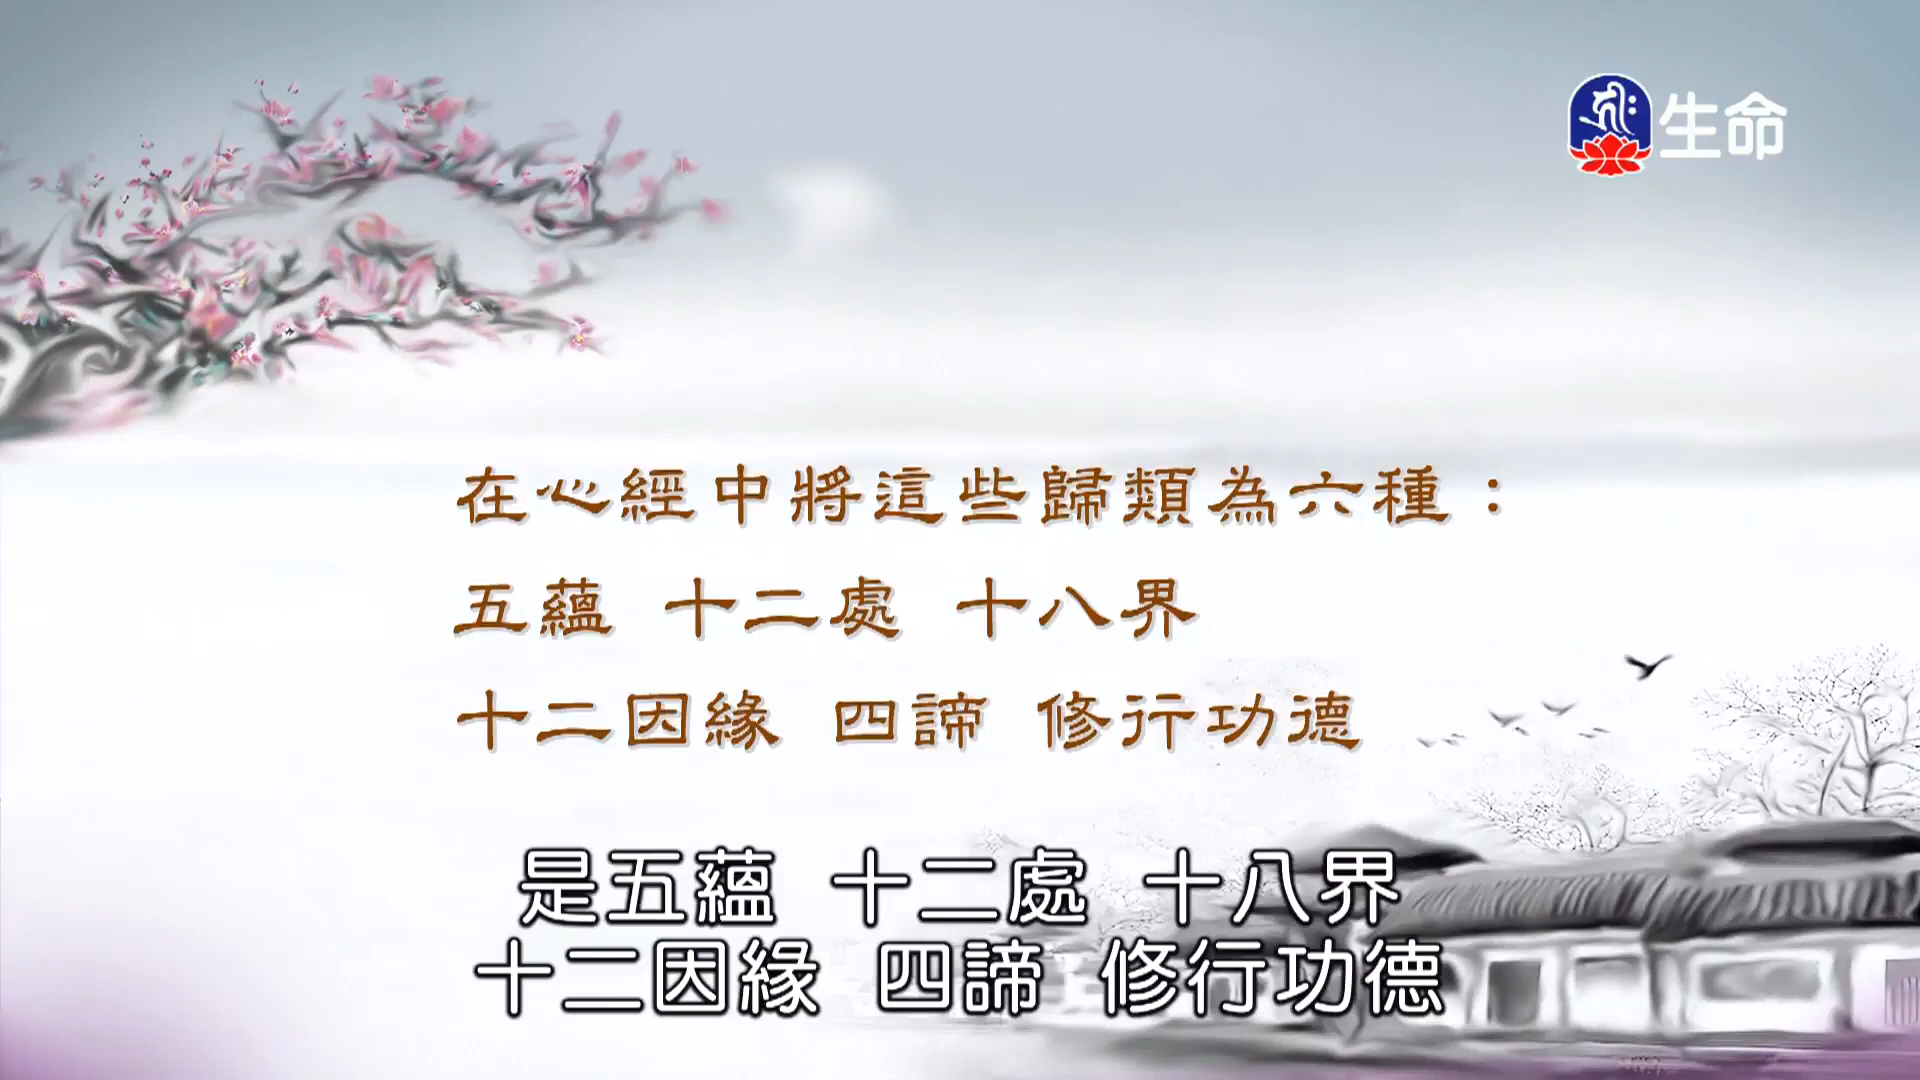 生命
在心經中將這些歸類為六種：
五蘊 十二處 十八界
十二因緣 四諦 修行功德
是五蘊 十二處 十八界
十二因緣 四諦 修行功德